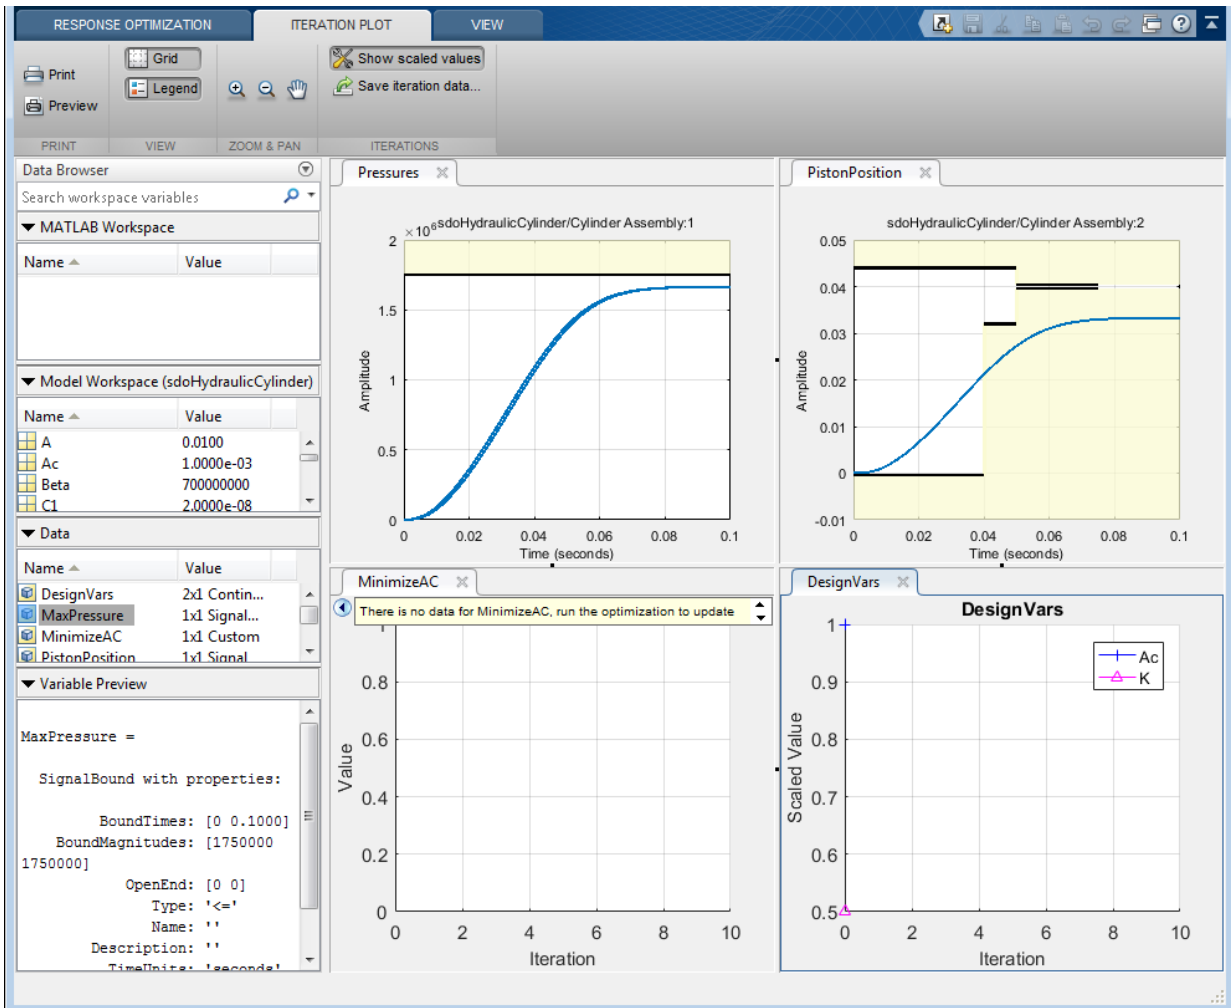 RESPONSE OPTIMIZATION ITERATION PLOT VIEW
Print
Preview
PRINT
Grid
Legend
VIEW
ZOOM & PAN
Show scaled values
Save iteration data...
ITERATIONS
Data Browser
Search workspace variables
MATLAB Workspace
Name Value
Model Workspace (sdoHydraulicCylinder)
Name Value
A 0.0100
Ac 1.0000e-03
Beta 700000000
C1 2.0000e-08
Data
Name Value
DesignVars 2x1 Contin...
MaxPressure 1x1 Signal...
MinimizeAC 1x1 Custom
PistonPosition 1x1 Signal
Variable Preview
MaxPressure =
SignalBound with properties:
BoundTimes: [0 0.1000]
BoundMagnitudes: [1750000
1750000]
OpenEnd: [0 0]
Type: '<='
Name: ''
Description: ''
TimeUnits: 'seconds'
Pressures
×10⁶ sdoHydraulicCylinder/Cylinder Assembly:1
2
1.5
1
0.5
0
Amplitude
0 0.02 0.04 0.06 0.08 0.1
Time (seconds)
PistonPosition
sdoHydraulicCylinder/Cylinder Assembly:2
0.05
0.04
0.03
0.02
0.01
0
-0.01
Amplitude
0 0.02 0.04 0.06 0.08 0.1
Time (seconds)
MinimizeAC
There is no data for MinimizeAC, run the optimization to update
1
0.8
0.6
0.4
0.2
0
Value
0 2 4 6 8 10
Iteration
DesignVars
DesignVars
Ac
K
1
0.9
0.8
0.7
0.6
0.5
Scaled Value
0 2 4 6 8 10
Iteration